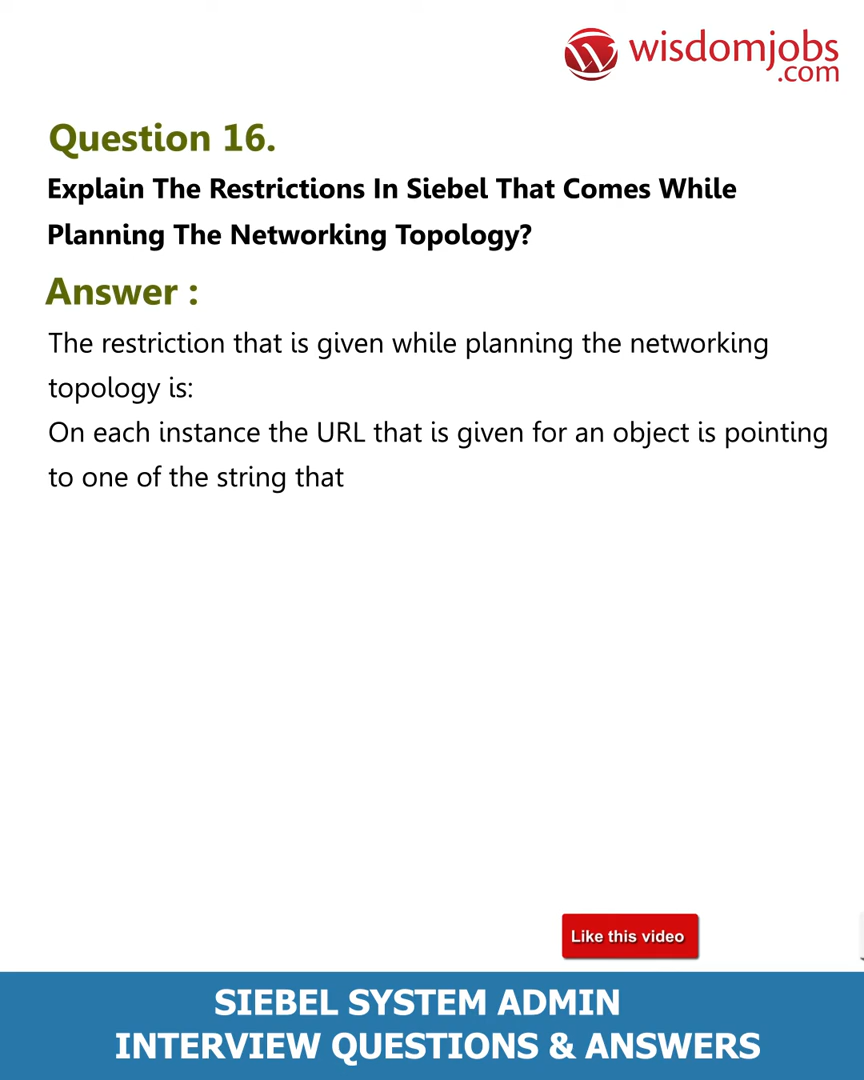 wisdomjobs
.com
Question 16.
Explain The Restrictions In Siebel That Comes While
Planning The Networking Topology?
Answer :
The restriction that is given while planning the networking
topology is:
On each instance the URL that is given for an object is pointing
to one of the string that
Like this video
SIEBEL SYSTEM ADMIN
INTERVIEW QUESTIONS & ANSWERS